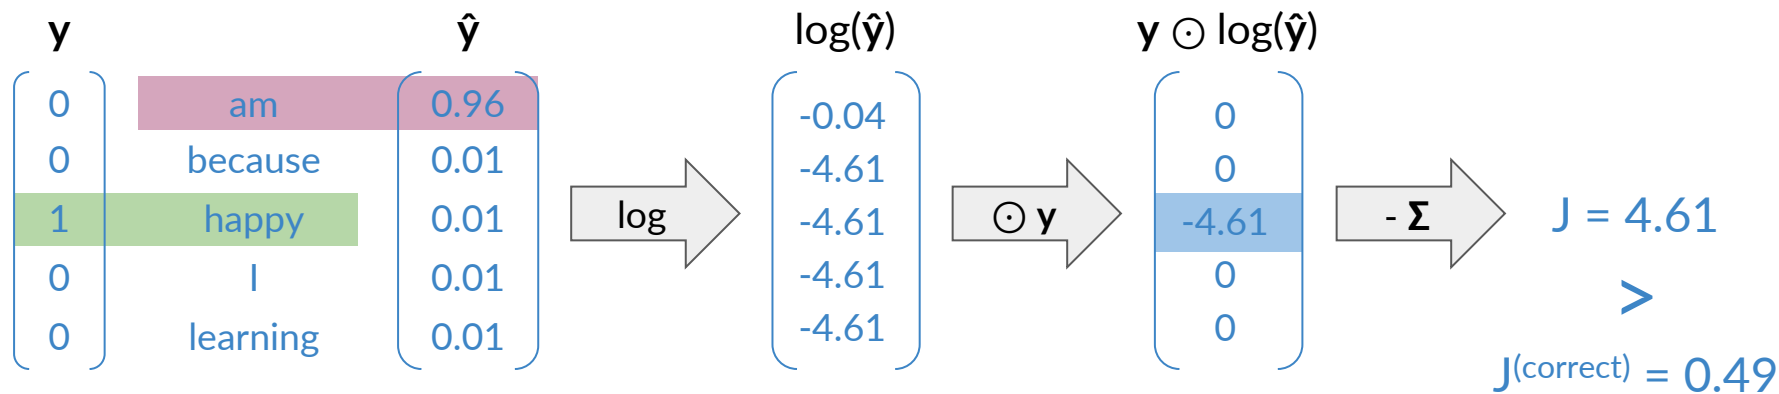 y ŷ log(ŷ) y ⊙ log(ŷ)
0 am 0.96 -0.04 0
0 because 0.01 -4.61 0
1 happy 0.01 log -4.61 ⊙ y -4.61 - Σ J = 4.61
0 I 0.01 -4.61 0
>
0 learning 0.01 -4.61 0
J(correct) = 0.49